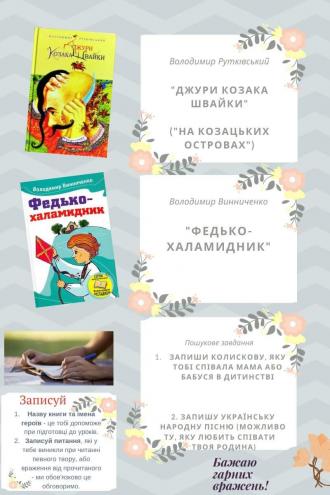 ВОЛОДИМИР РУТКІВСЬКИЙ
ДЖУРИ
КОЗАКА ШВАЙКИ
Володимир Рутківський
"ДЖУРИ КОЗАКА
ШВАЙКИ"
("НА КОЗАЦЬКИХ
ОСТРОВАХ")
Володимир Винниченко
Федько-
халамидник
Володимир Винниченко
"ФЕДЬКО-
ХАЛАМИДНИК"
Пошукове завдання
1. ЗАПИШИ КОЛИСКОВУ, ЯКУ
ТОБІ СПІВАЛА МАМА АБО
БАБУСЯ В ДИТИНСТВІ
2. ЗАПИШУ УКРАЇНСЬКУ
НАРОДНУ ПІСНЮ (МОЖЛИВО
ТУ, ЯКУ ЛЮБИТЬ СПІВАТИ
ТВОЯ РОДИНА)
Записуй
1. Назву книги та імена
героїв - це тобі допоможе
при підготовці до уроків.
2. Записуй питання, які у
тебе виникли при читанні
певного твору, або
враження від прочитаного
- ми обов'язково це
обговоримо.
Бажаю
гарних
вражень!